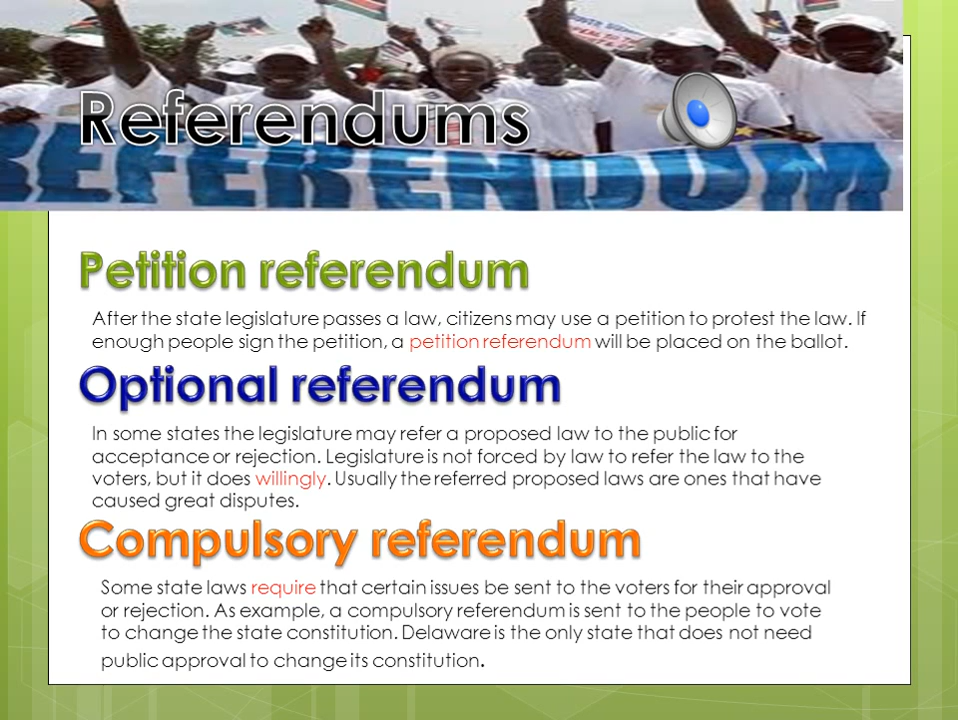 Referendums
REFERENDUM
Petition referendum
After the state legislature passes a law, citizens may use a petition to protest the law. If
enough people sign the petition, a petition referendum will be placed on the ballot.
Optional referendum
In some states the legislature may refer a proposed law to the public for
acceptance or rejection. Legislature is not forced by law to refer the law to the
voters, but it does willingly. Usually the referred proposed laws are ones that have
caused great disputes.
Compulsory referendum
Some state laws require that certain issues be sent to the voters for their approval
or rejection. As example, a compulsory referendum is sent to the people to vote
to change the state constitution. Delaware is the only state that does not need
public approval to change its constitution.